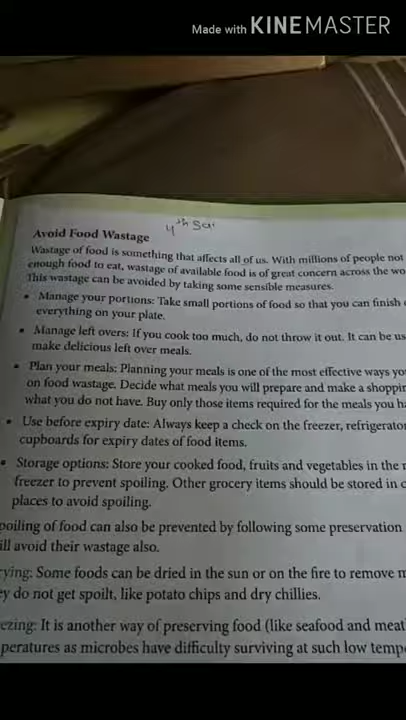 Made with KINEMASTER
4th Sci
Avoid Food Wastage
Wastage of food is something that affects all of us. With millions of people not
enough food to eat, wastage of available food is of great concern across the wo
This wastage can be avoided by taking some sensible measures.
• Manage your portions: Take small portions of food so that you can finish
everything on your plate.
• Manage left overs: If you cook too much, do not throw it out. It can be us
make delicious left over meals.
• Plan your meals: Planning your meals is one of the most effective ways yo
on food wastage. Decide what meals you will prepare and make a shoppin
what you do not have. Buy only those items required for the meals you ha
• Use before expiry date: Always keep a check on the freezer, refrigerato
cupboards for expiry dates of food items.
• Storage options: Store your cooked food, fruits and vegetables in the r
freezer to prevent spoiling. Other grocery items should be stored in c
places to avoid spoiling.
poiling of food can also be prevented by following some preservation
ill avoid their wastage also.
rying: Some foods can be dried in the sun or on the fire to remove m
ey do not get spoilt, like potato chips and dry chillies.
ezing: It is another way of preserving food (like seafood and meat
peratures as microbes have difficulty surviving at such low tempe